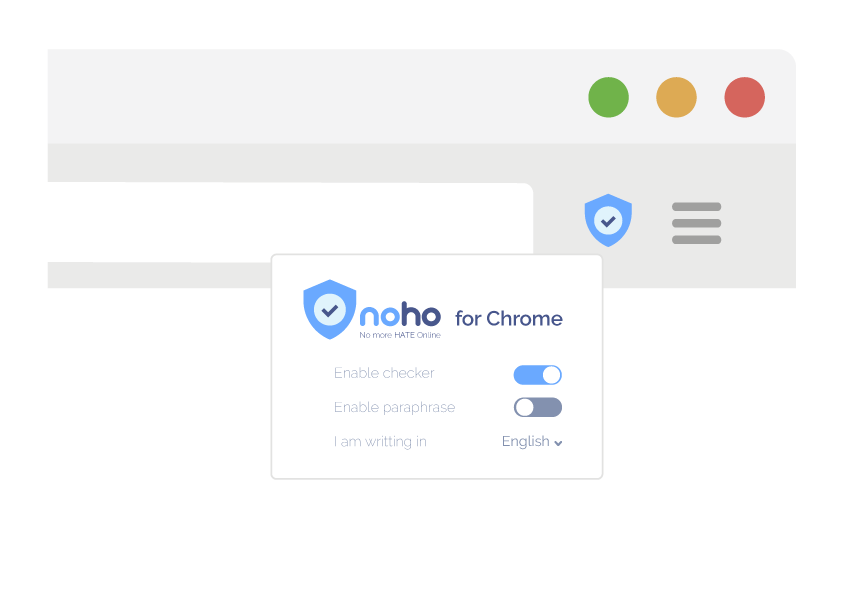 noho for Chrome
No more HATE Online
Enable checker
Enable paraphrase
I am writting in English